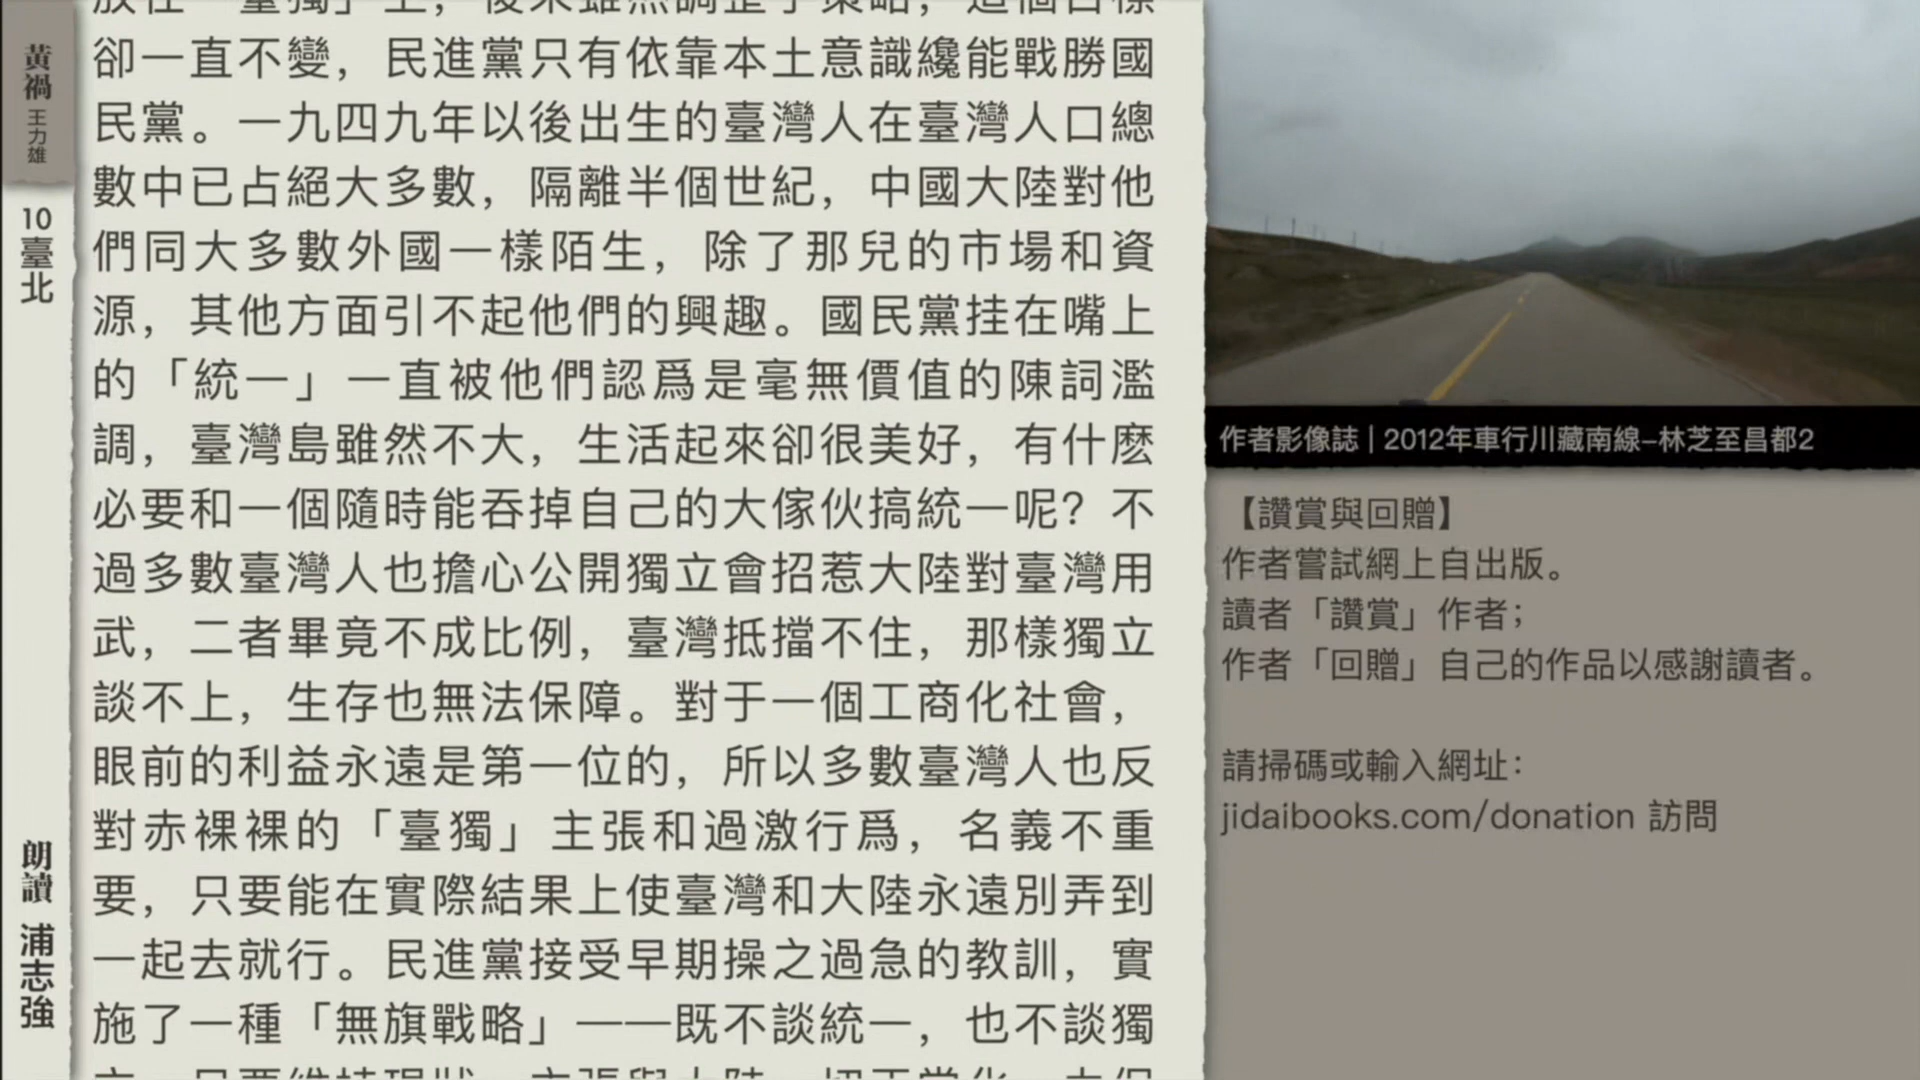 黃禍 王力雄
10臺北
朗讀 浦志強
放在「臺獨」上，後來雖然調整了策略，這個目標
卻一直不變，民進黨只有依靠本土意識纔能戰勝國
民黨。一九四九年以後出生的臺灣人在臺灣人口總
數中已占絕大多數，隔離半個世紀，中國大陸對他
們同大多數外國一樣陌生，除了那兒的市場和資
源，其他方面引不起他們的興趣。國民黨挂在嘴上
的「統一」一直被他們認爲是毫無價值的陳詞濫
調，臺灣島雖然不大，生活起來卻很美好，有什麽
必要和一個隨時能吞掉自己的大傢伙搞統一呢？不
過多數臺灣人也擔心公開獨立會招惹大陸對臺灣用
武，二者畢竟不成比例，臺灣抵擋不住，那樣獨立
談不上，生存也無法保障。對于一個工商化社會，
眼前的利益永遠是第一位的，所以多數臺灣人也反
對赤裸裸的「臺獨」主張和過激行爲，名義不重
要，只要能在實際結果上使臺灣和大陸永遠別弄到
一起去就行。民進黨接受早期操之過急的教訓，實
施了一種「無旗戰略」——既不談統一，也不談獨
作者影像誌 | 2012年車行川藏南線–林芝至昌都2
【讚賞與回贈】
作者嘗試網上自出版。
讀者「讚賞」作者；
作者「回贈」自己的作品以感謝讀者。
請掃碼或輸入網址：
jidaibooks.com/donation 訪問